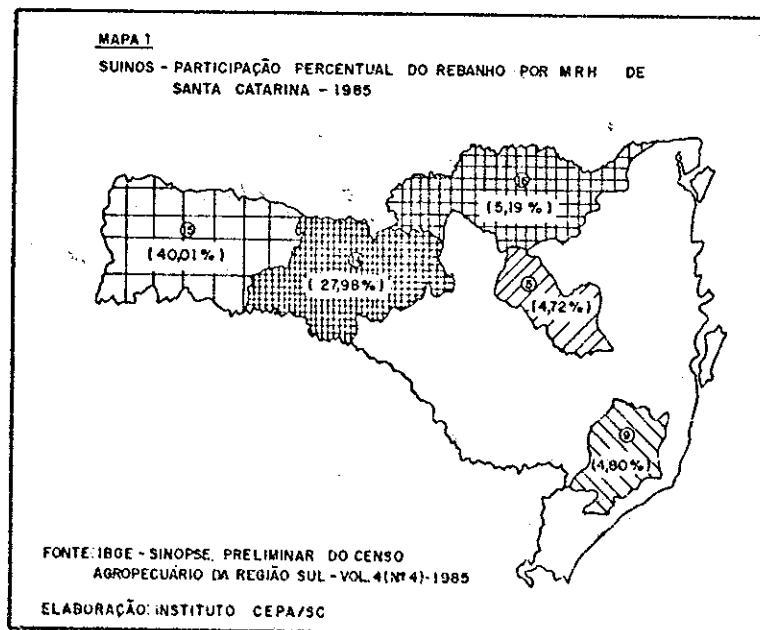 MAPA 1
SUINOS - PARTICIPAÇÃO PERCENTUAL DO REBANHO POR MRH DE
SANTA CATARINA - 1985
(5,19 %)
15
(40,01%)
(27,98%)
(4,72%)
9
(4,80%)
FONTE: IBGE - SINOPSE PRELIMINAR DO CENSO
AGROPECUÁRIO DA REGIÃO SUL - VOL. 4 (Nº 4) - 1985
ELABORAÇÃO: INSTITUTO CEPA/SC